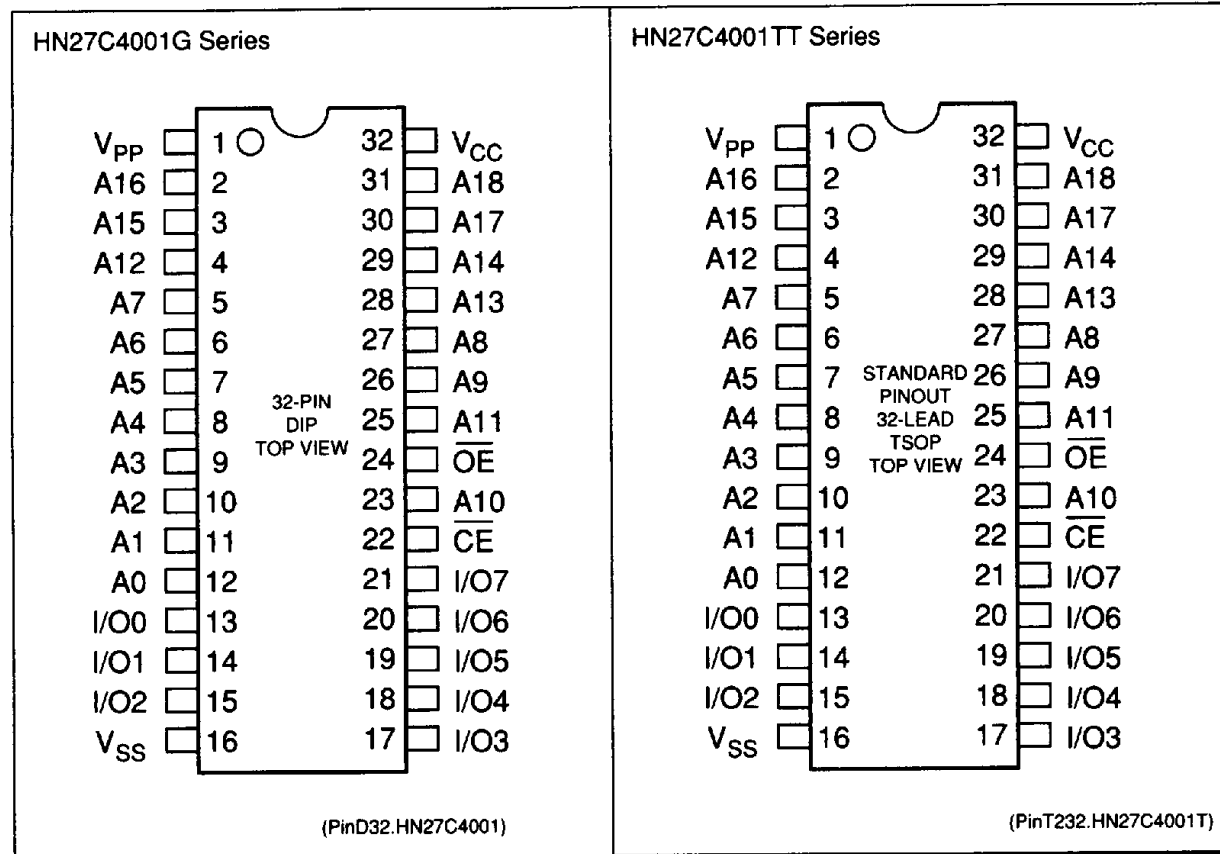 HN27C4001G Series
VPP 1 32 VCC
A16 2 31 A18
A15 3 30 A17
A12 4 29 A14
A7 5 28 A13
A6 6 27 A8
A5 7 26 A9
32-PIN
A4 8 25 A11
DIP
TOP VIEW
A3 9 24 O̅E̅
A2 10 23 A10
A1 11 22 C̅E̅
A0 12 21 I/O7
I/O0 13 20 I/O6
I/O1 14 19 I/O5
I/O2 15 18 I/O4
VSS 16 17 I/O3
(PinD32.HN27C4001)
HN27C4001TT Series
VPP 1 32 VCC
A16 2 31 A18
A15 3 30 A17
A12 4 29 A14
A7 5 28 A13
A6 6 27 A8
A5 7 STANDARD 26 A9
PINOUT
A4 8 32-LEAD 25 A11
TSOP
A3 9 TOP VIEW 24 O̅E̅
A2 10 23 A10
A1 11 22 C̅E̅
A0 12 21 I/O7
I/O0 13 20 I/O6
I/O1 14 19 I/O5
I/O2 15 18 I/O4
VSS 16 17 I/O3
(PinT232.HN27C4001T)